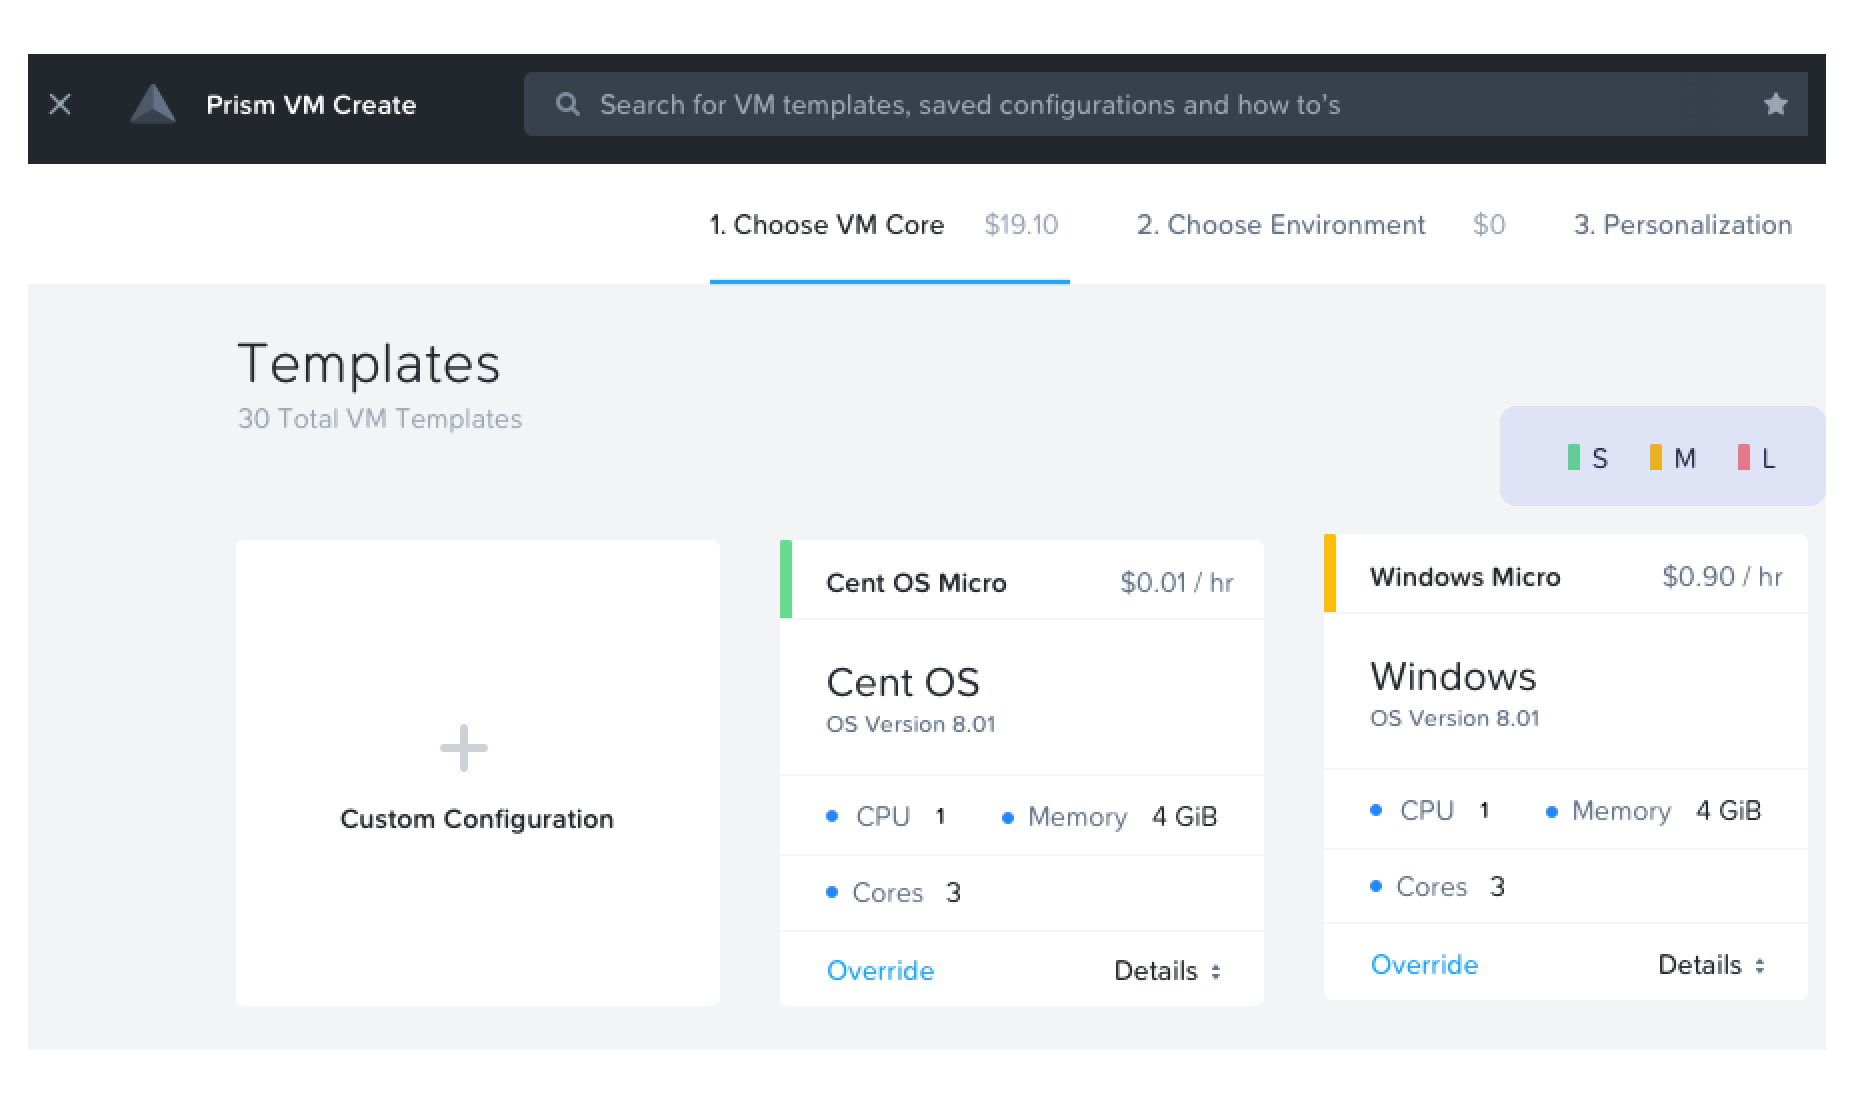 Prism VM Create
Search for VM templates, saved configurations and how to's
1. Choose VM Core $19.10 2. Choose Environment $0 3. Personalization
Templates
30 Total VM Templates
S M L
Custom Configuration
Cent OS Micro $0.01 / hr
Cent OS
OS Version 8.01
CPU 1 Memory 4 GiB
Cores 3
Override Details
Windows Micro $0.90 / hr
Windows
OS Version 8.01
CPU 1 Memory 4 GiB
Cores 3
Override Details